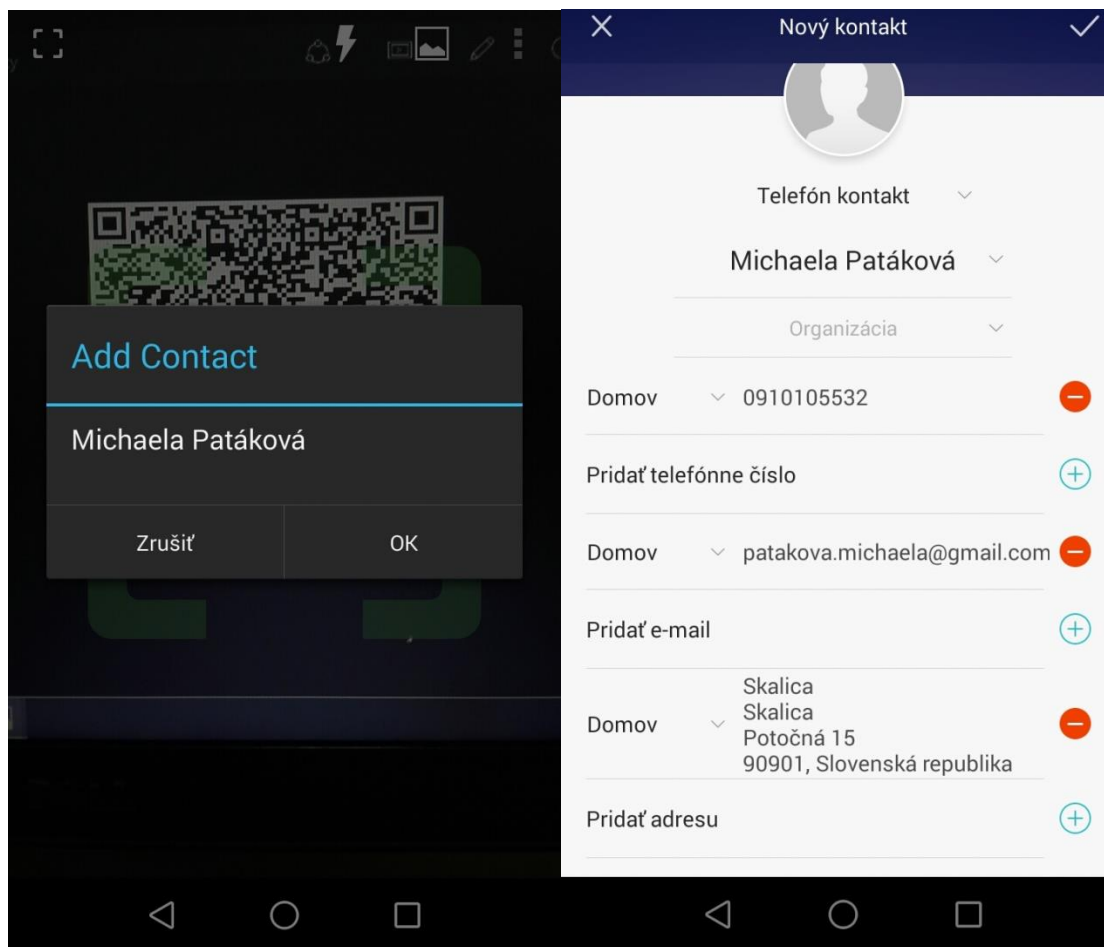 Add Contact
Michaela Patáková
Zrušiť
OK
Nový kontakt
Telefón kontakt
Michaela Patáková
Organizácia
Domov
0910105532
Pridať telefónne číslo
Domov
patakova.michaela@gmail.com
Pridať e-mail
Domov
Skalica
Skalica
Potočná 15
90901, Slovenská republika
Pridať adresu